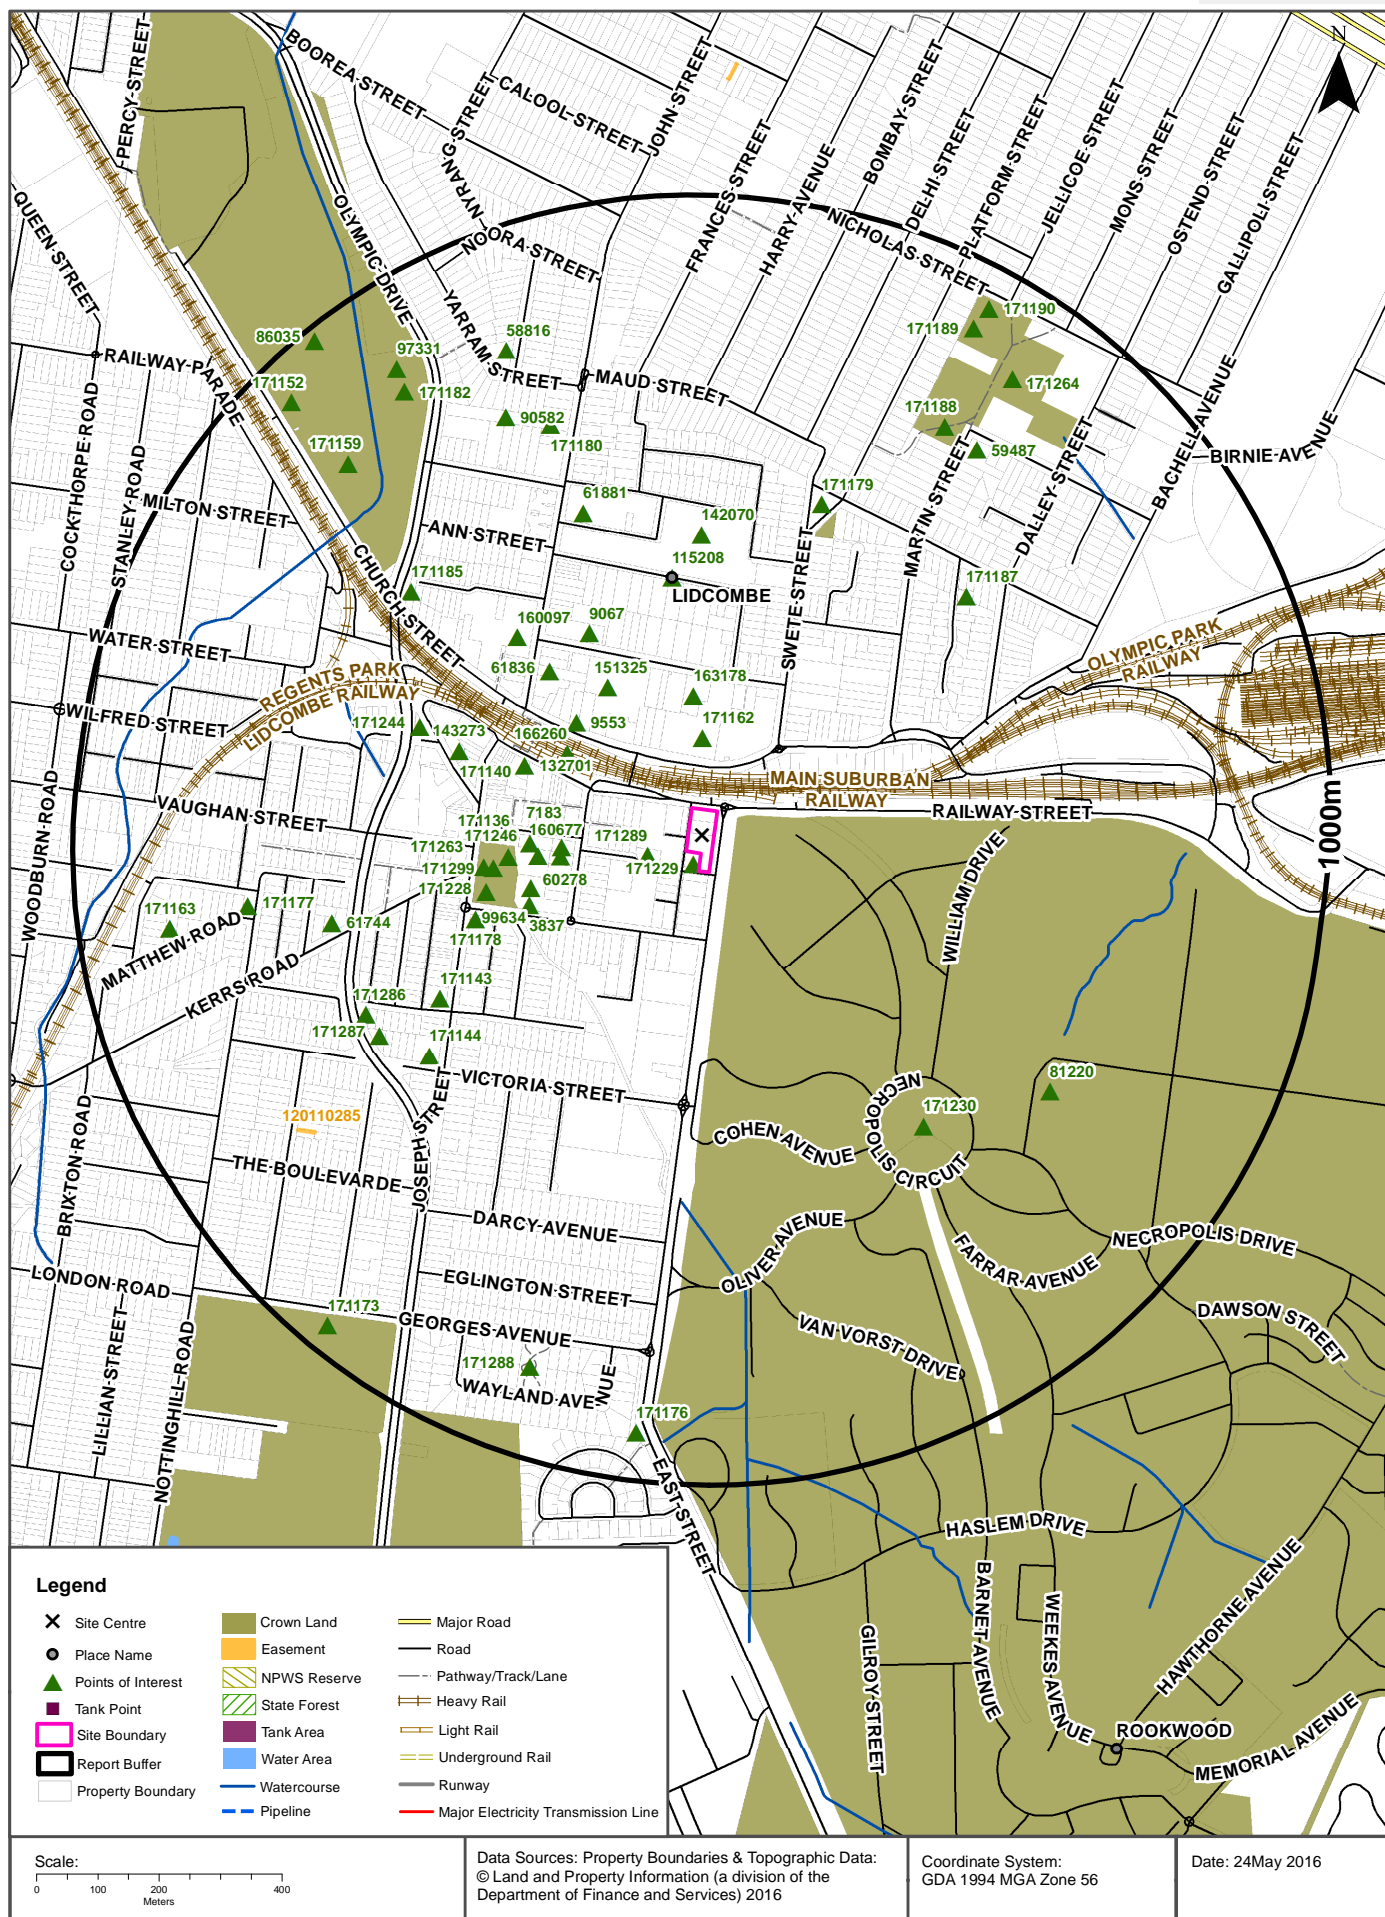 N
PERCY STREET
BOOREA STREET
CALOOL STREET
NYRANG STREET
JOHN STREET
FRANCES STREET
HARRY AVENUE
BOMBAY STREET
DELHI STREET
PLATFORM STREET
JELLICOE STREET
MONS STREET
OSTEND STREET
GALLIPOLI STREET
QUEEN STREET
OLYMPIC DRIVE
NOORA STREET
NICHOLAS STREET
YARRAM STREET
MAUD STREET
RAILWAY PARADE
86035
97331
58816
171190
171189
171152
171182
171264
171159
90582
171180
171188
59487
BIRNIE AVENUE
BACHELL AVENUE
COCKTHORPE ROAD
STANLEY ROAD
MILTON STREET
ANN STREET
61881
142070
171179
MARTIN STREET
DALLEY STREET
SWETE STREET
115208
LIDCOMBE
171185
171187
CHURCH STREET
WATER STREET
160097
9067
61836
151325
163178
OLYMPIC PARK
RAILWAY
REGENTS PARK
LIDCOMBE RAILWAY
WILFRED STREET
171244
143273
166260
9553
171162
171140
132701
MAIN SUBURBAN
RAILWAY
RAILWAY STREET
1000m
WOODBURN ROAD
VAUGHAN STREET
171136
7183
171246
160677
171289
171263
171299
171229
171228
60278
99634
3837
171178
171163
171177
61744
MATTHEW ROAD
KERRS ROAD
WILLIAM DRIVE
171143
171286
171287
171144
VICTORIA STREET
JOSEPH STREET
81220
171230
NECROPOLIS CIRCUIT
COHEN AVENUE
120110285
BRIXTON ROAD
THE BOULEVARDE
DARCY AVENUE
OLIVER AVENUE
FARRAR AVENUE
NECROPOLIS DRIVE
LONDON ROAD
EGLINGTON STREET
GEORGES AVENUE
VAN VORST DRIVE
DAWSON STREET
171173
171288
WAYLAND AVENUE
LILLIAN STREET
NOTTINGHILL ROAD
171176
EAST STREET
HASLEM DRIVE
BARNET AVENUE
WEEKES AVENUE
HAWTHORNE AVENUE
GILROY STREET
ROOKWOOD
MEMORIAL AVENUE
Legend
Site Centre
Place Name
Points of Interest
Tank Point
Site Boundary
Report Buffer
Property Boundary
Crown Land
Easement
NPWS Reserve
State Forest
Tank Area
Water Area
Watercourse
Pipeline
Major Road
Road
Pathway/Track/Lane
Heavy Rail
Light Rail
Underground Rail
Runway
Major Electricity Transmission Line
Scale:
0 100 200 400
Meters
Data Sources: Property Boundaries & Topographic Data:
© Land and Property Information (a division of the
Department of Finance and Services) 2016
Coordinate System:
GDA 1994 MGA Zone 56
Date: 24May 2016